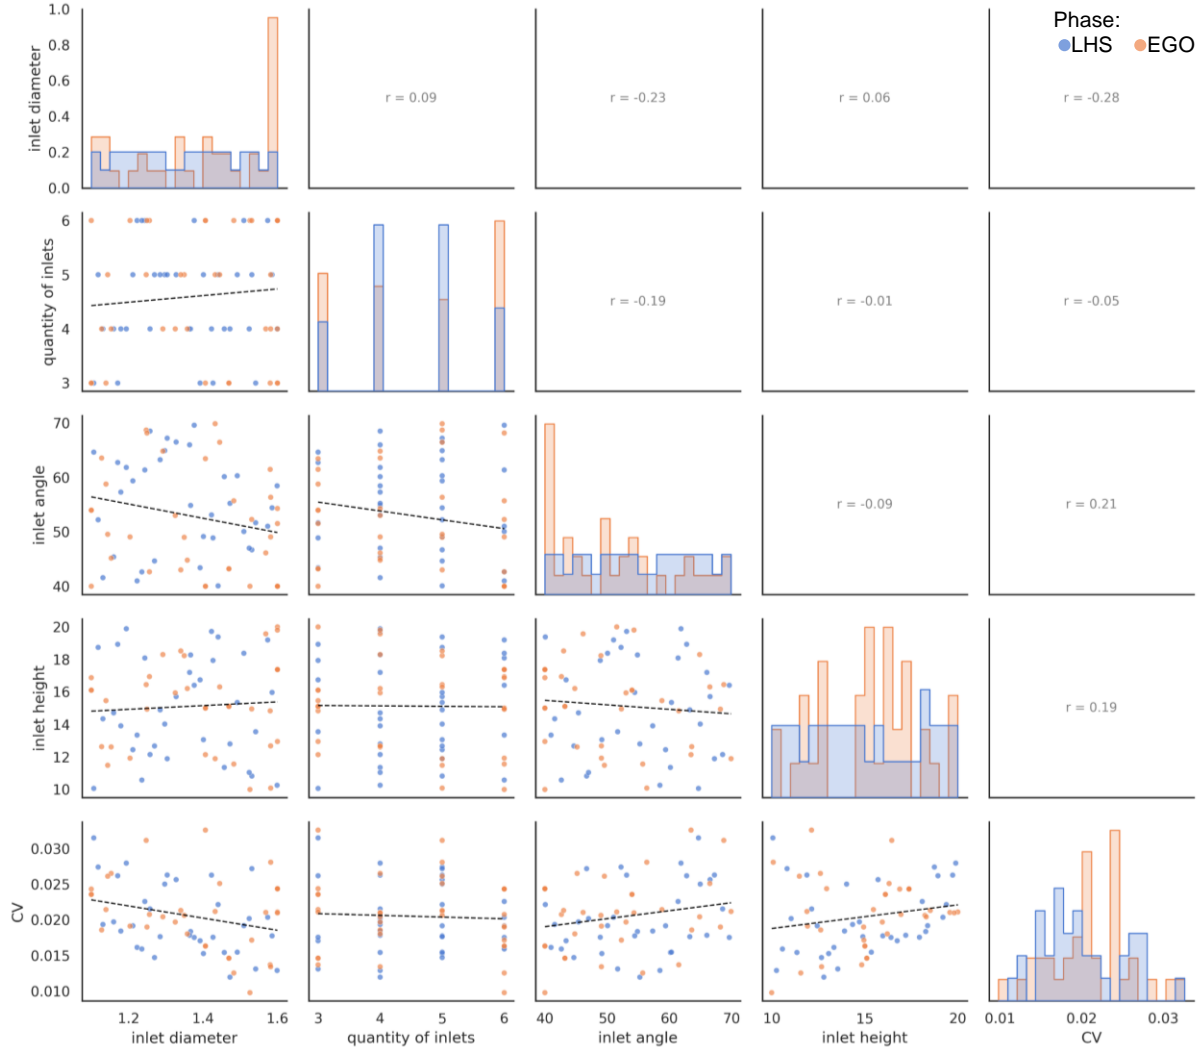 Phase:
LHS EGO
inlet diameter
1.0
0.8
0.6
0.4
0.2
0.0
r = 0.09
r = -0.23
r = 0.06
r = -0.28
quantity of inlets
6
5
4
3
r = -0.19
r = -0.01
r = -0.05
inlet angle
70
60
50
40
r = -0.09
r = 0.21
inlet height
20
18
16
14
12
10
r = 0.19
CV
0.030
0.025
0.020
0.015
0.010
1.2 1.4 1.6
3 4 5 6
40 50 60 70
10 20
0.01 0.02 0.03
inlet diameter
quantity of inlets
inlet angle
inlet height
CV